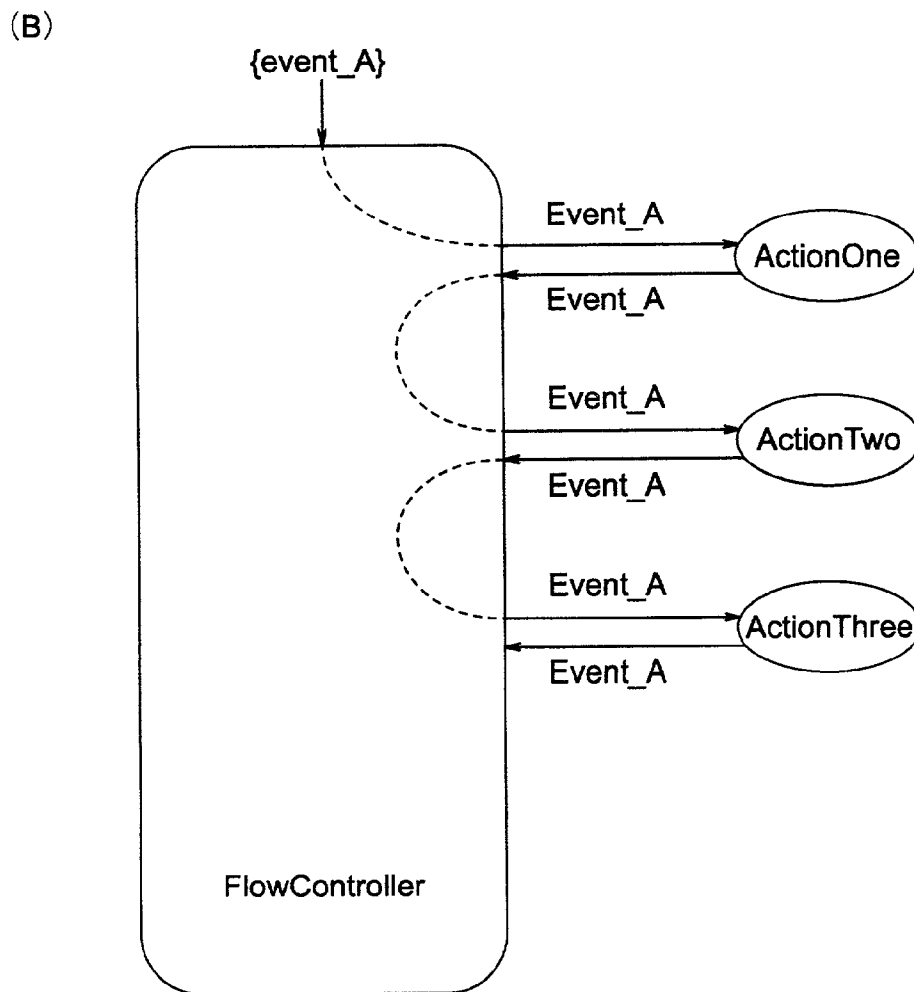 (B)
{event_A}
Event_A
ActionOne
Event_A
Event_A
ActionTwo
Event_A
Event_A
ActionThree
Event_A
FlowController